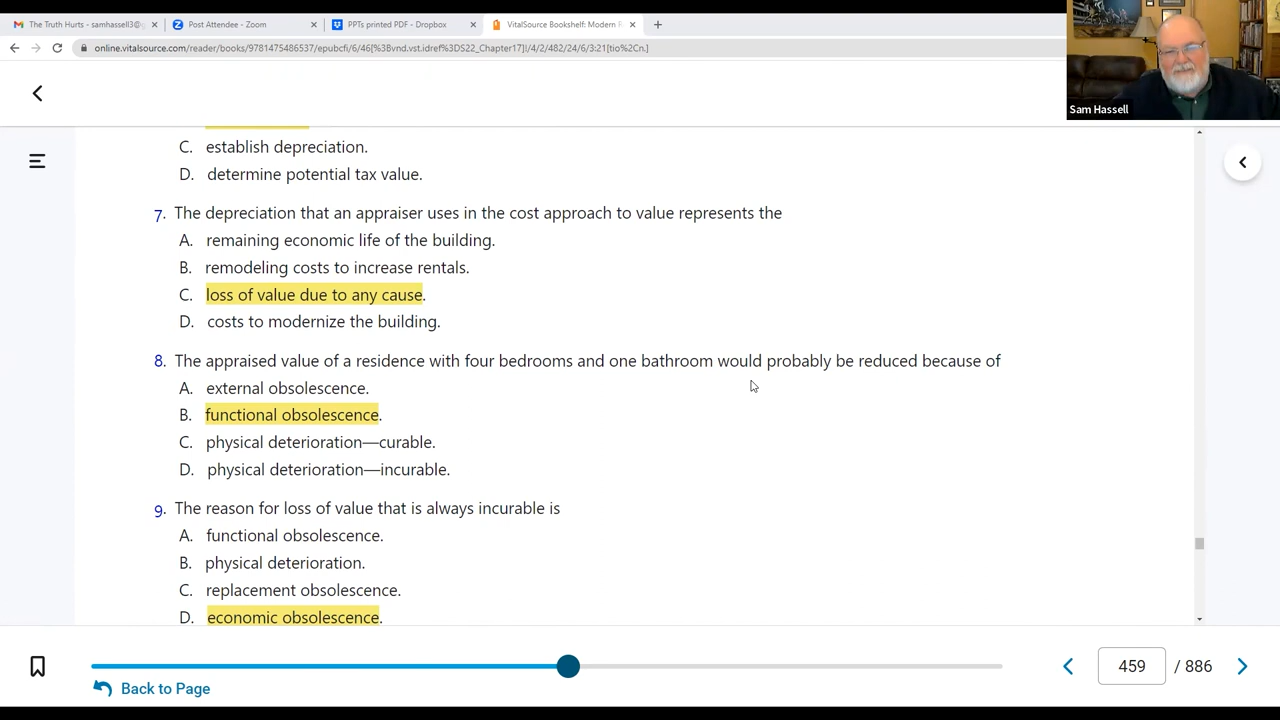 The Truth Hurts - samhassell3@g
Post Attendee - Zoom
PPTs printed PDF - Dropbox
VitalSource Bookshelf: Modern R
online.vitalsource.com/reader/books/9781475486537/epubcfi/6/46[%3Bvnd.vst.idref%3DS22_Chapter17]!/4/2/482/24/6/3:21[tio%2Cn.]
Sam Hassell
C. establish depreciation.
D. determine potential tax value.
7. The depreciation that an appraiser uses in the cost approach to value represents the
A. remaining economic life of the building.
B. remodeling costs to increase rentals.
C. loss of value due to any cause.
D. costs to modernize the building.
8. The appraised value of a residence with four bedrooms and one bathroom would probably be reduced because of
A. external obsolescence.
B. functional obsolescence.
C. physical deterioration—curable.
D. physical deterioration—incurable.
9. The reason for loss of value that is always incurable is
A. functional obsolescence.
B. physical deterioration.
C. replacement obsolescence.
D. economic obsolescence.
459 / 886
Back to Page